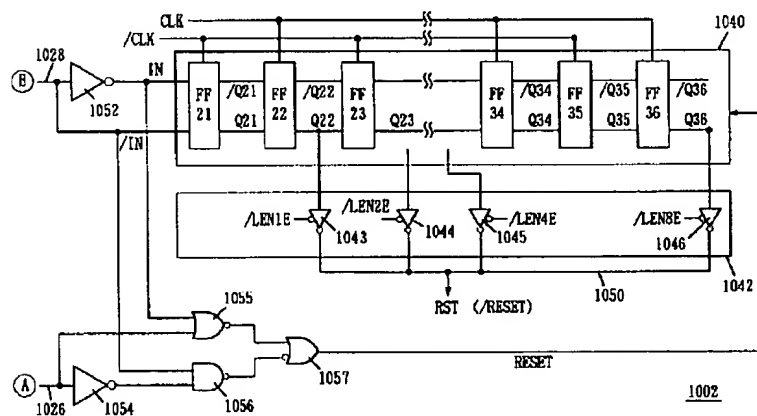 CLK
/CLK
1040
B
1028
IN
1052
/IN
FF 21
/Q21
Q21
FF 22
/Q22
Q22
FF 23
Q23
FF 34
/Q34
Q34
FF 35
/Q35
Q35
FF 36
/Q36
Q36
/LEN1E
1043
/LEN2E
1044
/LEN4E
1045
/LEN8E
1046
1042
1050
RST (/RESET)
1055
1057
RESET
1056
A
1026
1054
1002